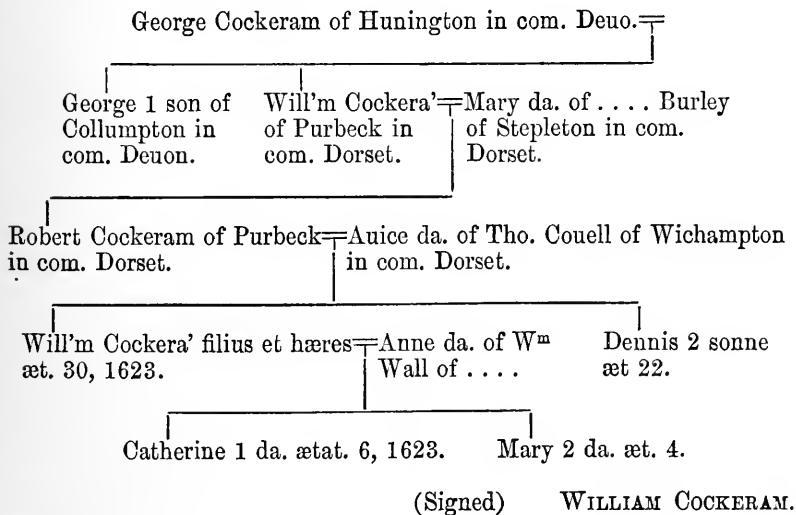 George Cockeram of Hunington in com. Deuo.
George 1 son of Collumpton in com. Deuon.
Will'm Cockera' of Purbeck in com. Dorset.
Mary da. of . . . . Burley of Stepleton in com. Dorset.
Robert Cockeram of Purbeck in com. Dorset.
Auice da. of Tho. Couell of Wichampton in com. Dorset.
Will'm Cockera' filius et hæres æt. 30, 1623.
Anne da. of Wᵐ Wall of . . . .
Dennis 2 sonne æt 22.
Catherine 1 da. ætat. 6, 1623.
Mary 2 da. æt. 4.
(Signed) WILLIAM COCKERAM.